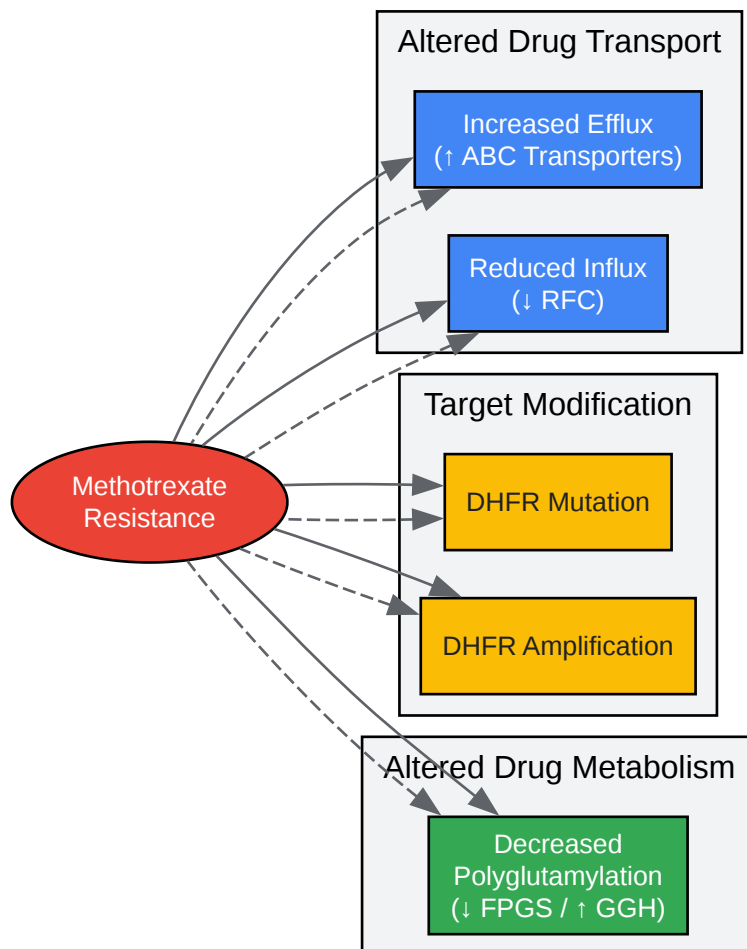 Altered Drug Transport
Increased Efflux
(↑ ABC Transporters)
Reduced Influx
(↓ RFC)
Target Modification
Methotrexate
Resistance
DHFR Mutation
DHFR Amplification
Altered Drug Metabolism
Decreased
Polyglutamylation
(↓ FPGS / ↑ GGH)